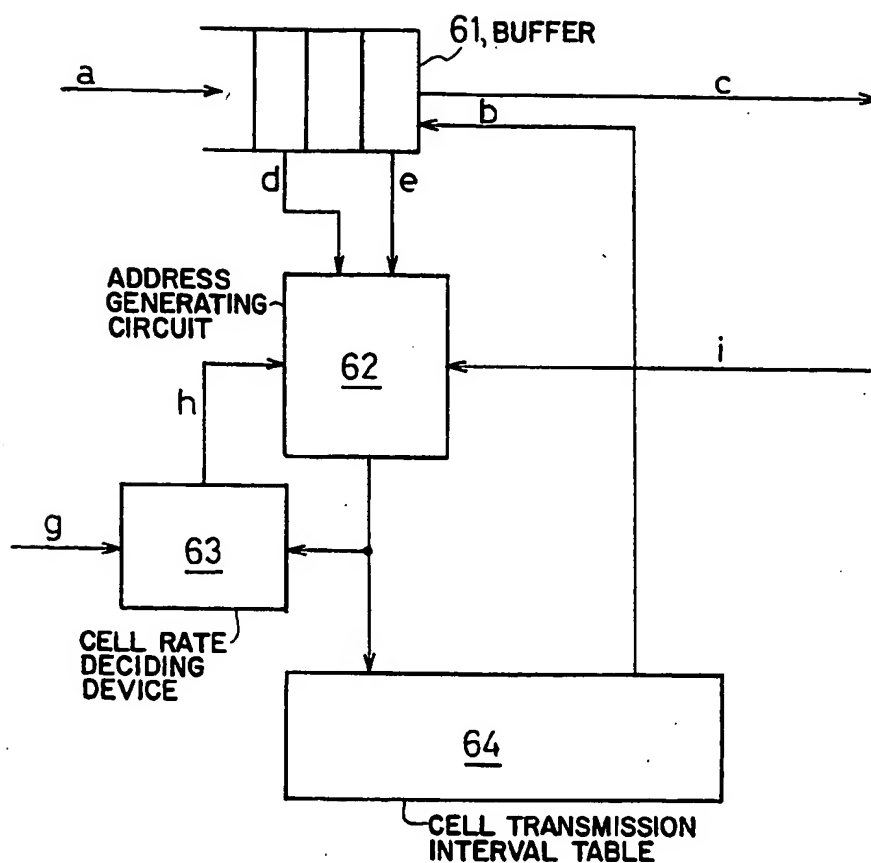 61, BUFFER
a
c
b
d
e
ADDRESS
GENERATING
CIRCUIT
62
i
h
g
63
CELL RATE
DECIDING
DEVICE
64
CELL TRANSMISSION
INTERVAL TABLE